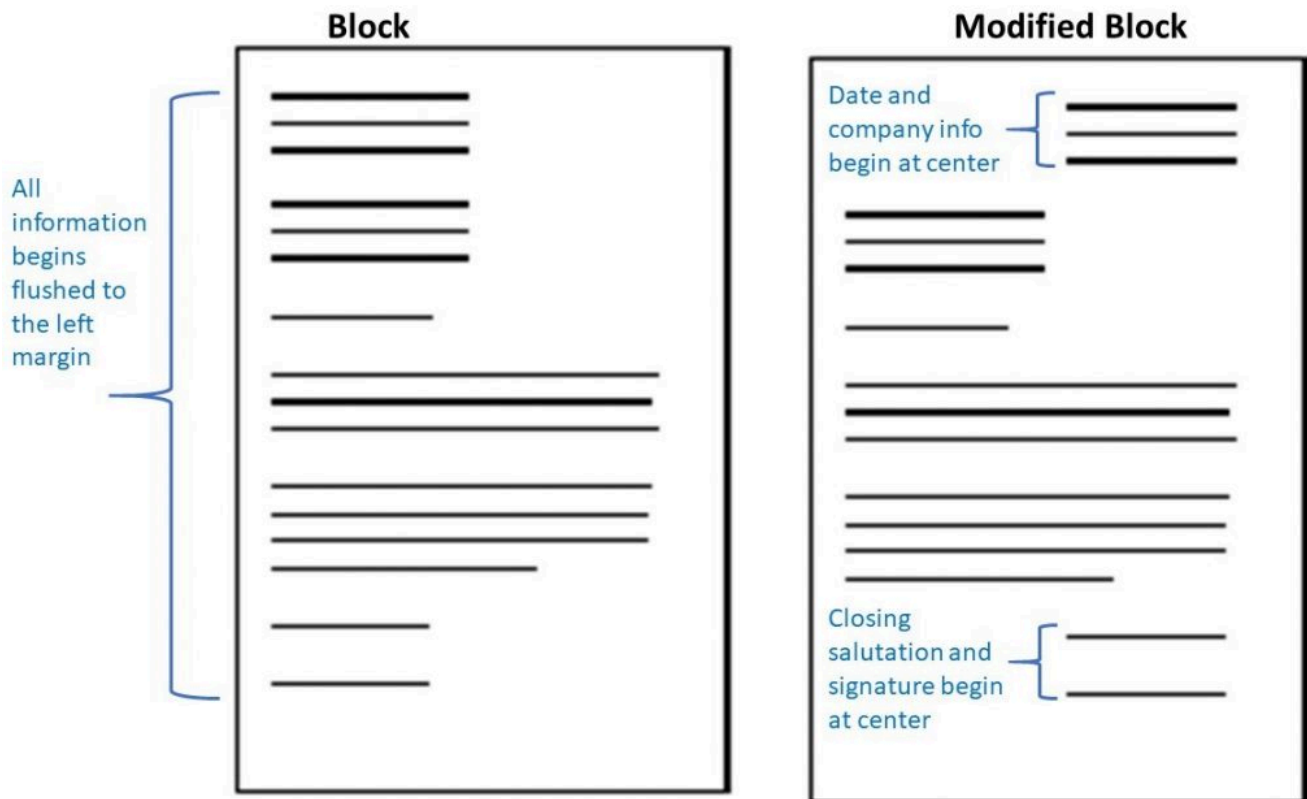 Block
All
information
begins
flushed to
the left
margin
Modified Block
Date and
company info
begin at center
Closing
salutation and
signature begin
at center